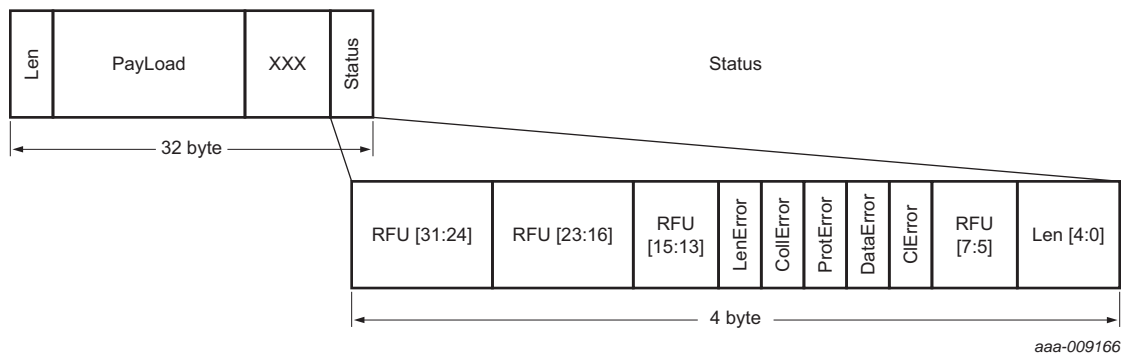 Len
PayLoad
XXX
Status
Status
32 byte
RFU [31:24]
RFU [23:16]
RFU
[15:13]
LenError
CollError
ProtError
DataError
ClError
RFU
[7:5]
Len [4:0]
4 byte
aaa-009166